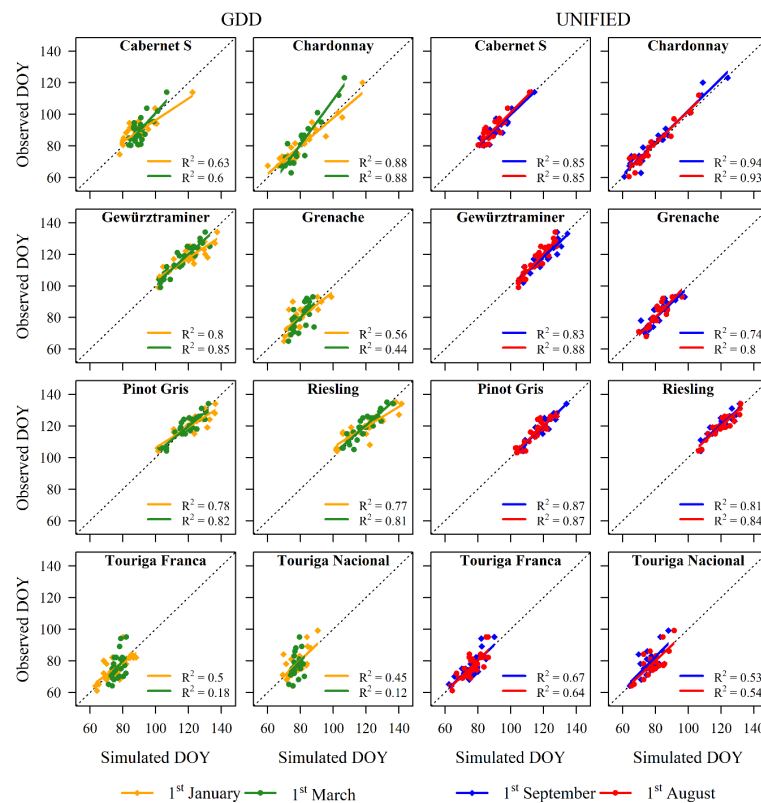 GDD UNIFIED
Cabernet S Chardonnay Cabernet S Chardonnay
Observed DOY
140
120
100
80
60
R² = 0.63 R² = 0.88 R² = 0.85 R² = 0.94
R² = 0.6 R² = 0.88 R² = 0.85 R² = 0.93
Gewürztraminer Grenache Gewürztraminer Grenache
Observed DOY
140
120
100
80
60
R² = 0.8 R² = 0.56 R² = 0.83 R² = 0.74
R² = 0.85 R² = 0.44 R² = 0.88 R² = 0.8
Pinot Gris Riesling Pinot Gris Riesling
Observed DOY
140
120
100
80
60
R² = 0.78 R² = 0.77 R² = 0.87 R² = 0.81
R² = 0.82 R² = 0.81 R² = 0.87 R² = 0.84
Touriga Franca Touriga Nacional Touriga Franca Touriga Nacional
Observed DOY
140
120
100
80
60
R² = 0.5 R² = 0.45 R² = 0.67 R² = 0.53
R² = 0.18 R² = 0.12 R² = 0.64 R² = 0.54
60 80 100 120 140 60 80 100 120 140 60 80 100 120 140 60 80 100 120 140
Simulated DOY Simulated DOY Simulated DOY Simulated DOY
1st January 1st March 1st September 1st August